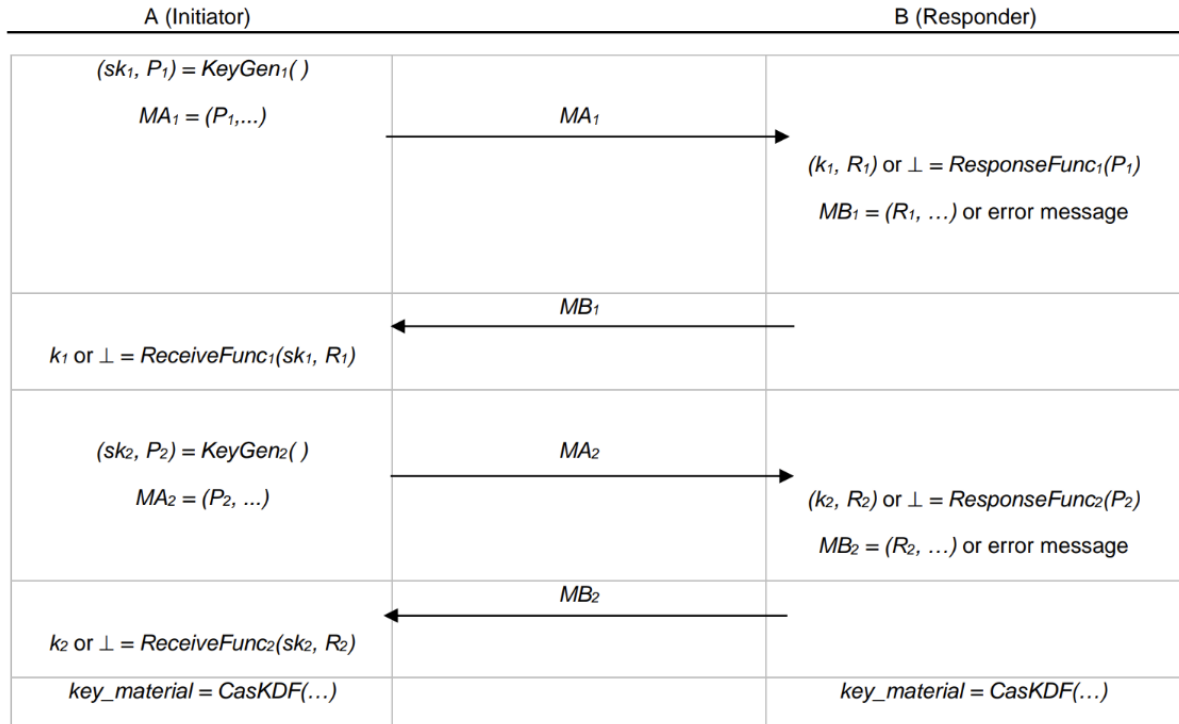 A (Initiator) B (Responder)
(sk₁, P₁) = KeyGen₁( )
MA₁ = (P₁,...) MA₁
(k₁, R₁) or ⊥ = ResponseFunc₁(P₁)
MB₁ = (R₁, …) or error message
MB₁
k₁ or ⊥ = ReceiveFunc₁(sk₁, R₁)
(sk₂, P₂) = KeyGen₂( ) MA₂
MA₂ = (P₂, ...)
(k₂, R₂) or ⊥ = ResponseFunc₂(P₂)
MB₂ = (R₂, …) or error message
MB₂
k₂ or ⊥ = ReceiveFunc₂(sk₂, R₂)
key_material = CasKDF(…) key_material = CasKDF(…)